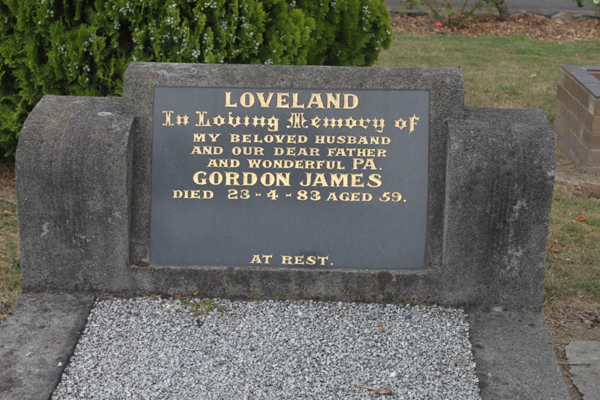 LOVELAND
In Loving Memory of
MY BELOVED HUSBAND
AND OUR DEAR FATHER
AND WONDERFUL PA.
GORDON JAMES
DIED 23-4-83 AGED 59.
AT REST.